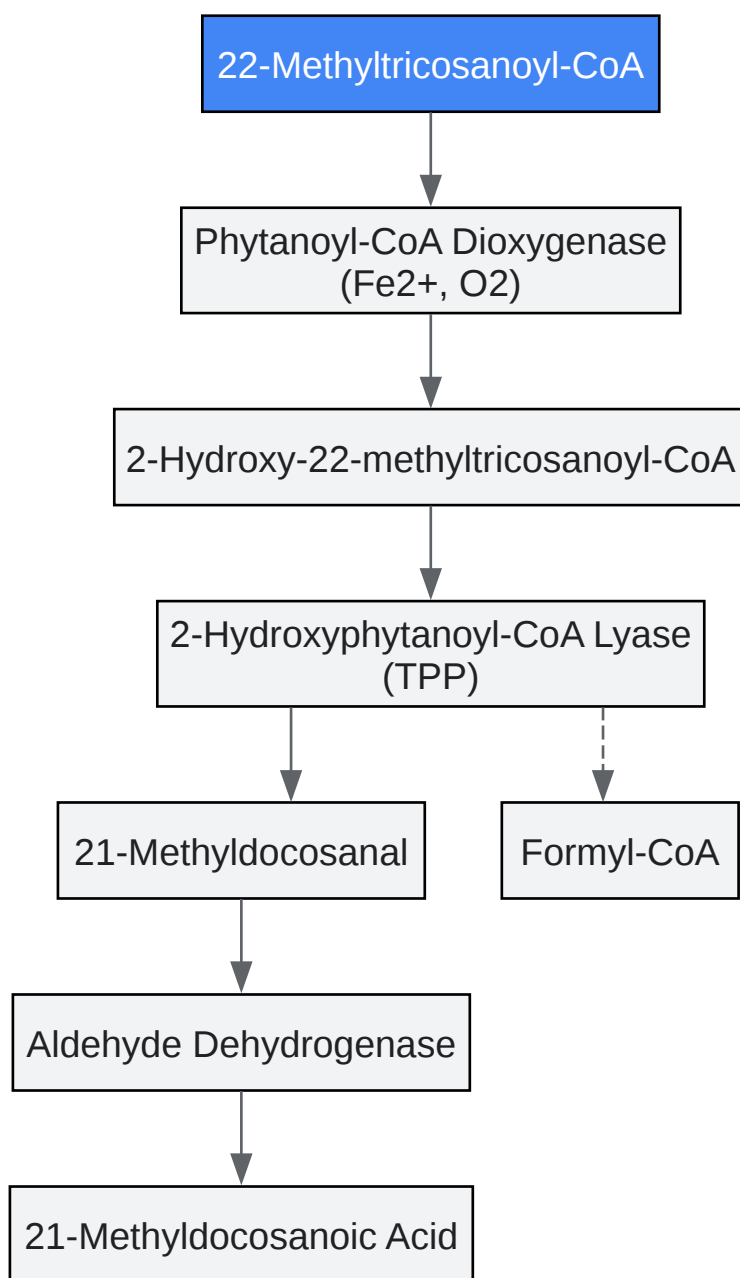 22-Methyltricosanoyl-CoA
Phytanoyl-CoA Dioxygenase
(Fe2+, O2)
2-Hydroxy-22-methyltricosanoyl-CoA
2-Hydroxyphytanoyl-CoA Lyase
(TPP)
21-Methyldocosanal
Formyl-CoA
Aldehyde Dehydrogenase
21-Methyldocosanoic Acid